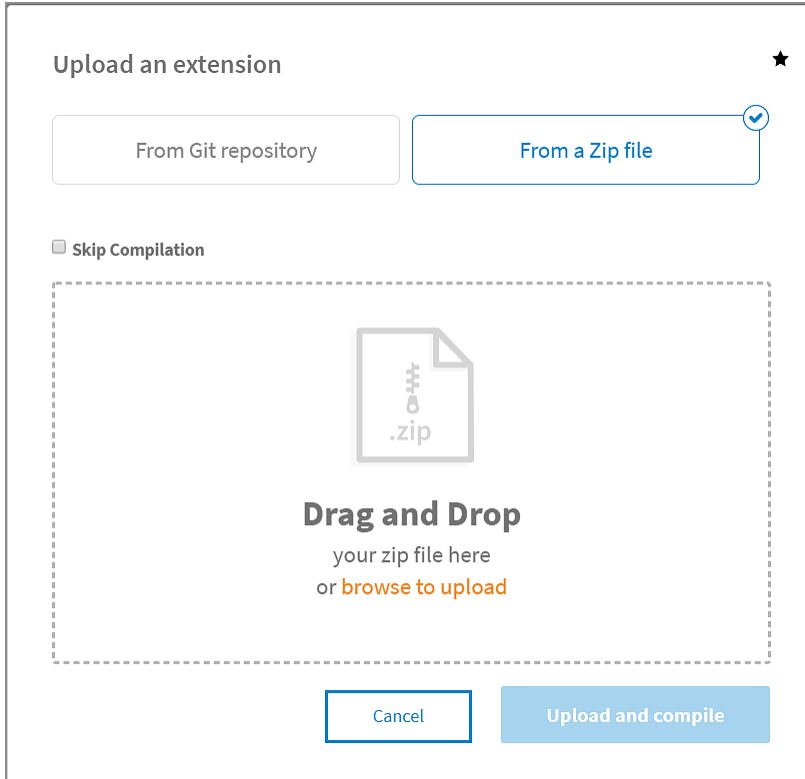 Upload an extension
From Git repository
From a Zip file
Skip Compilation
.zip
Drag and Drop
your zip file here
or browse to upload
Cancel
Upload and compile